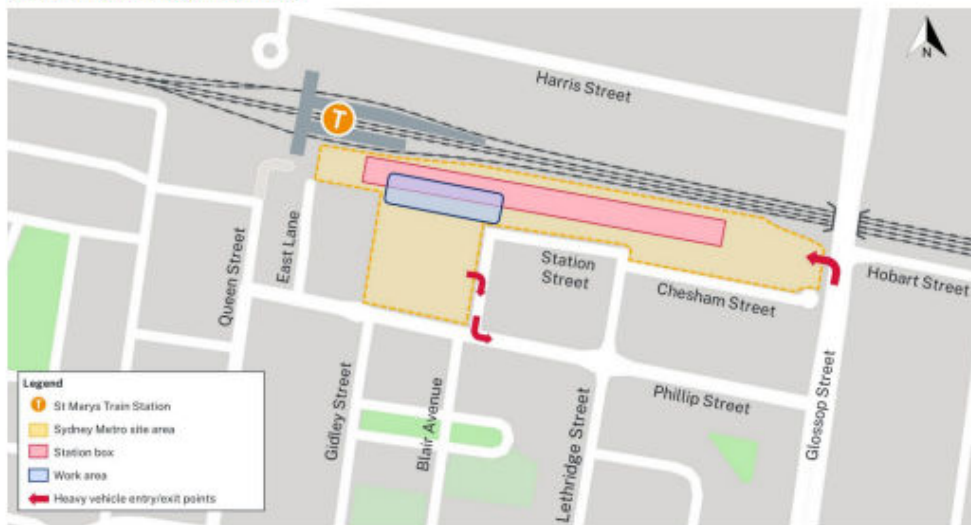 N
Harris Street
T
Hobart Street
Station
Street
Chesham Street
Queen Street
East Lane
Gidley Street
Blair Avenue
Lethridge Street
Phillip Street
Glossop Street
Legend
T St Marys Train Station
Sydney Metro site area
Station box
Work area
Heavy vehicle entry/exit points